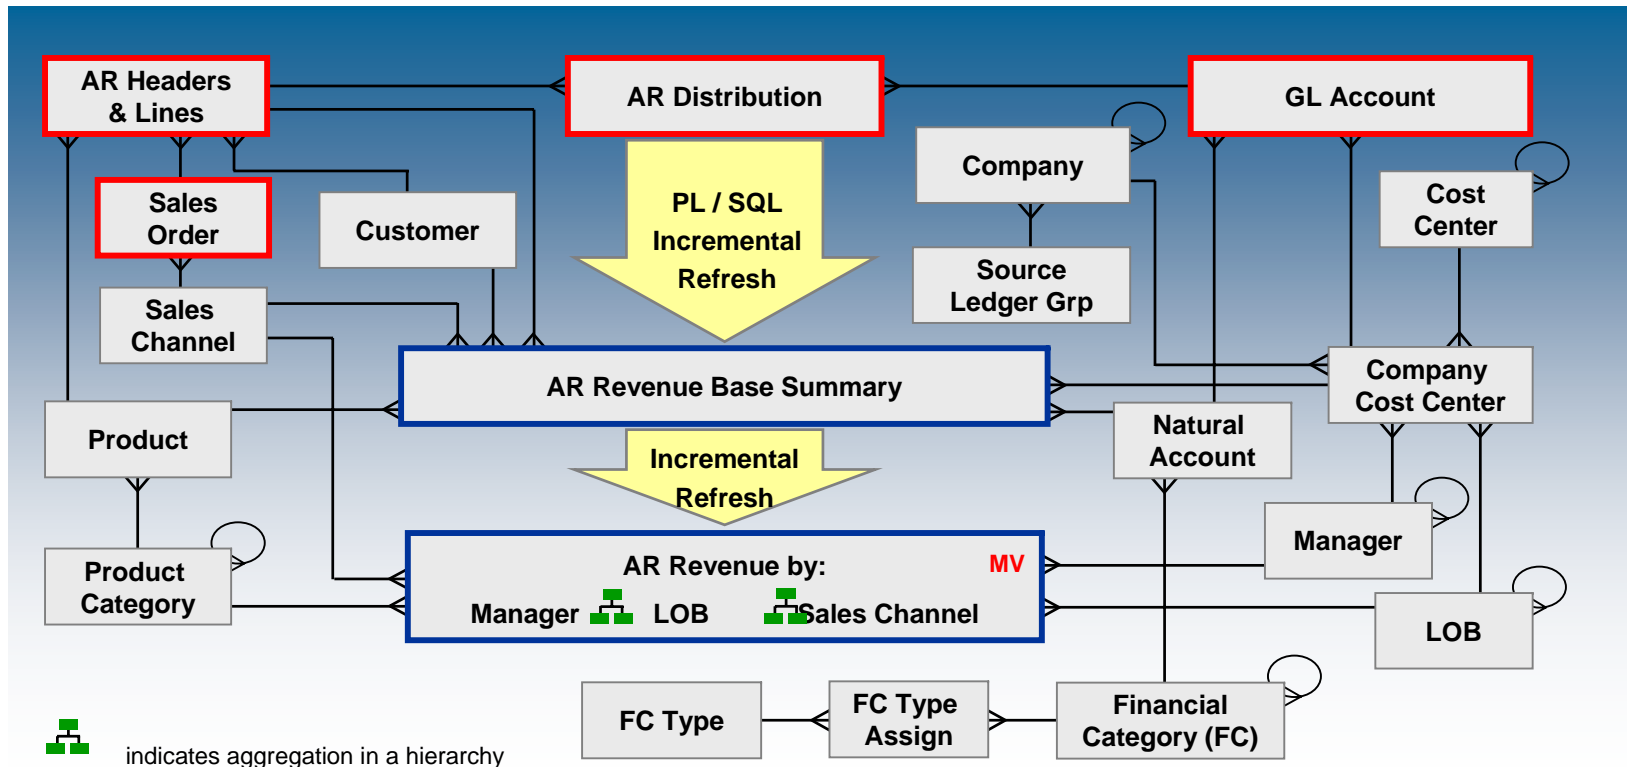 AR Headers
& Lines
AR Distribution
GL Account
Company
Cost
Center
Sales
Order
Customer
PL / SQL
Incremental
Refresh
Source
Ledger Grp
Sales
Channel
AR Revenue Base Summary
Company
Cost Center
Product
Natural
Account
Incremental
Refresh
Manager
Product
Category
AR Revenue by:
MV
Manager LOB Sales Channel
LOB
FC Type
FC Type
Assign
Financial
Category (FC)
indicates aggregation in a hierarchy